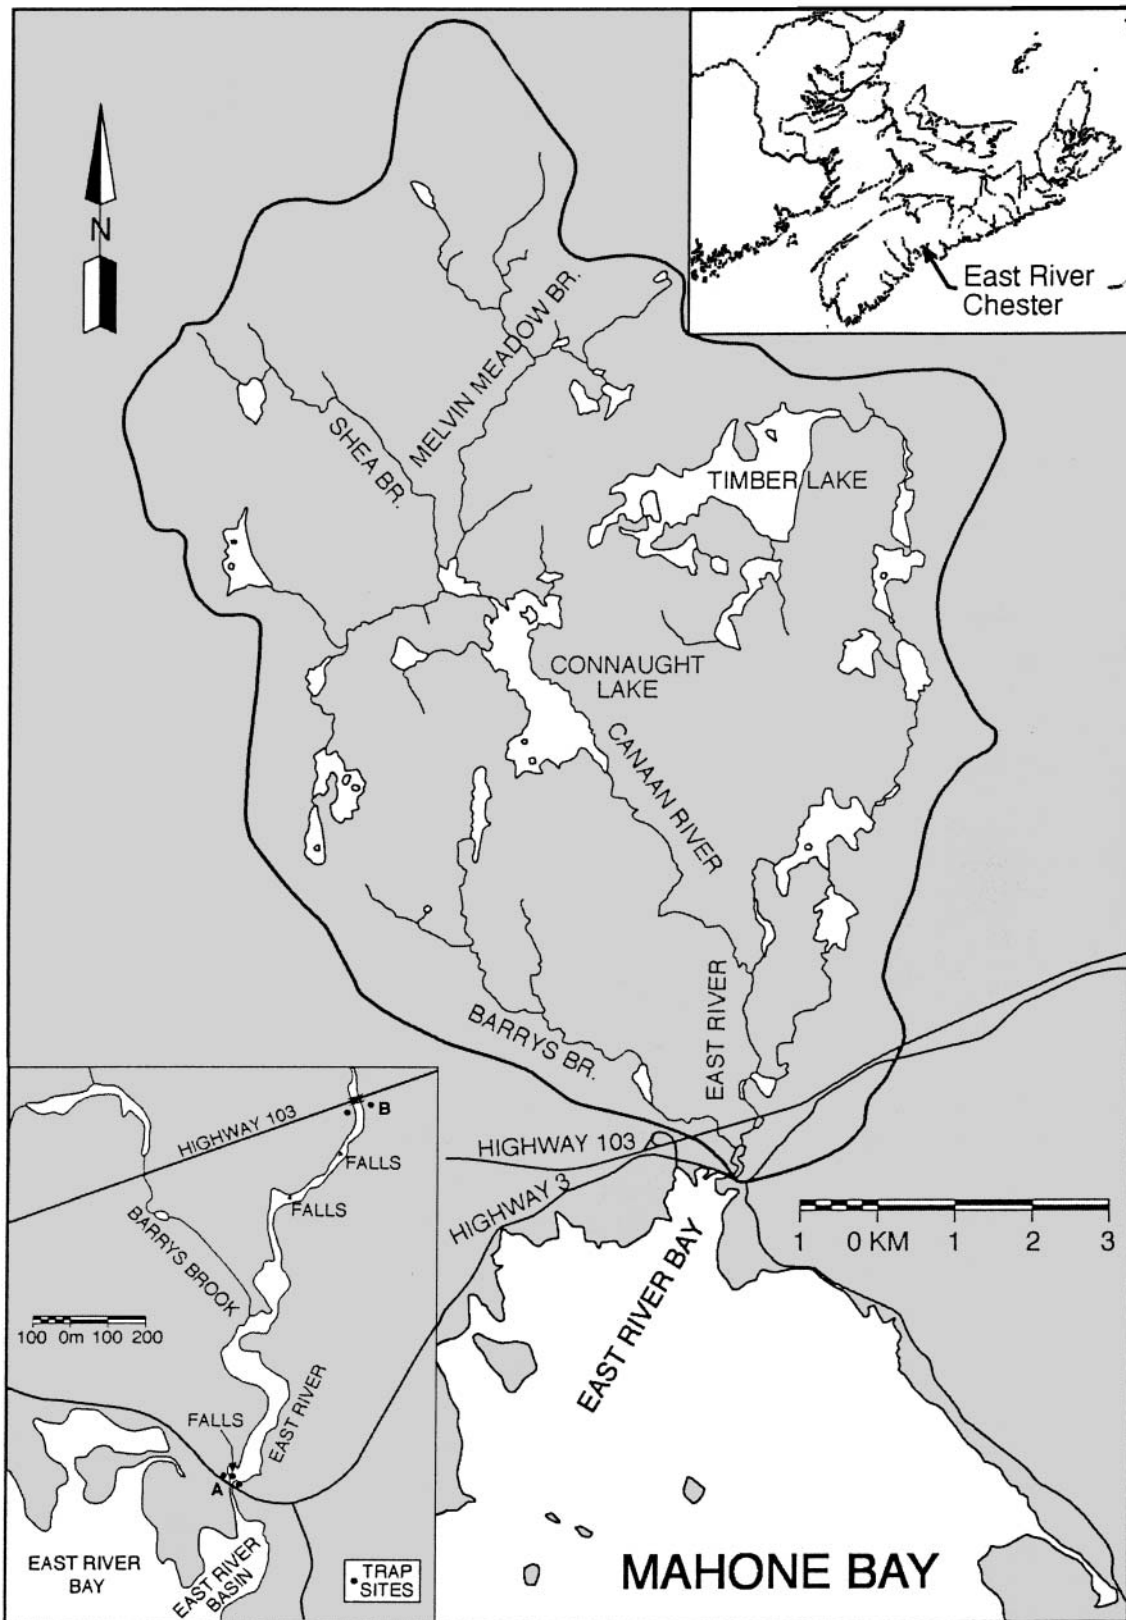 East River
Chester
N
MELVIN MEADOW BR.
SHEA BR.
TIMBER LAKE
CONNAUGHT
LAKE
CANAAN RIVER
EAST RIVER
BARRYS BR.
HIGHWAY 103
HIGHWAY 3
1 0 KM 1 2 3
EAST RIVER BAY
MAHONE BAY
HIGHWAY 103
B
FALLS
FALLS
BARRYS BROOK
100 0m 100 200
EAST RIVER
FALLS
A
EAST RIVER
BAY
EAST RIVER
BASIN
TRAP
SITES